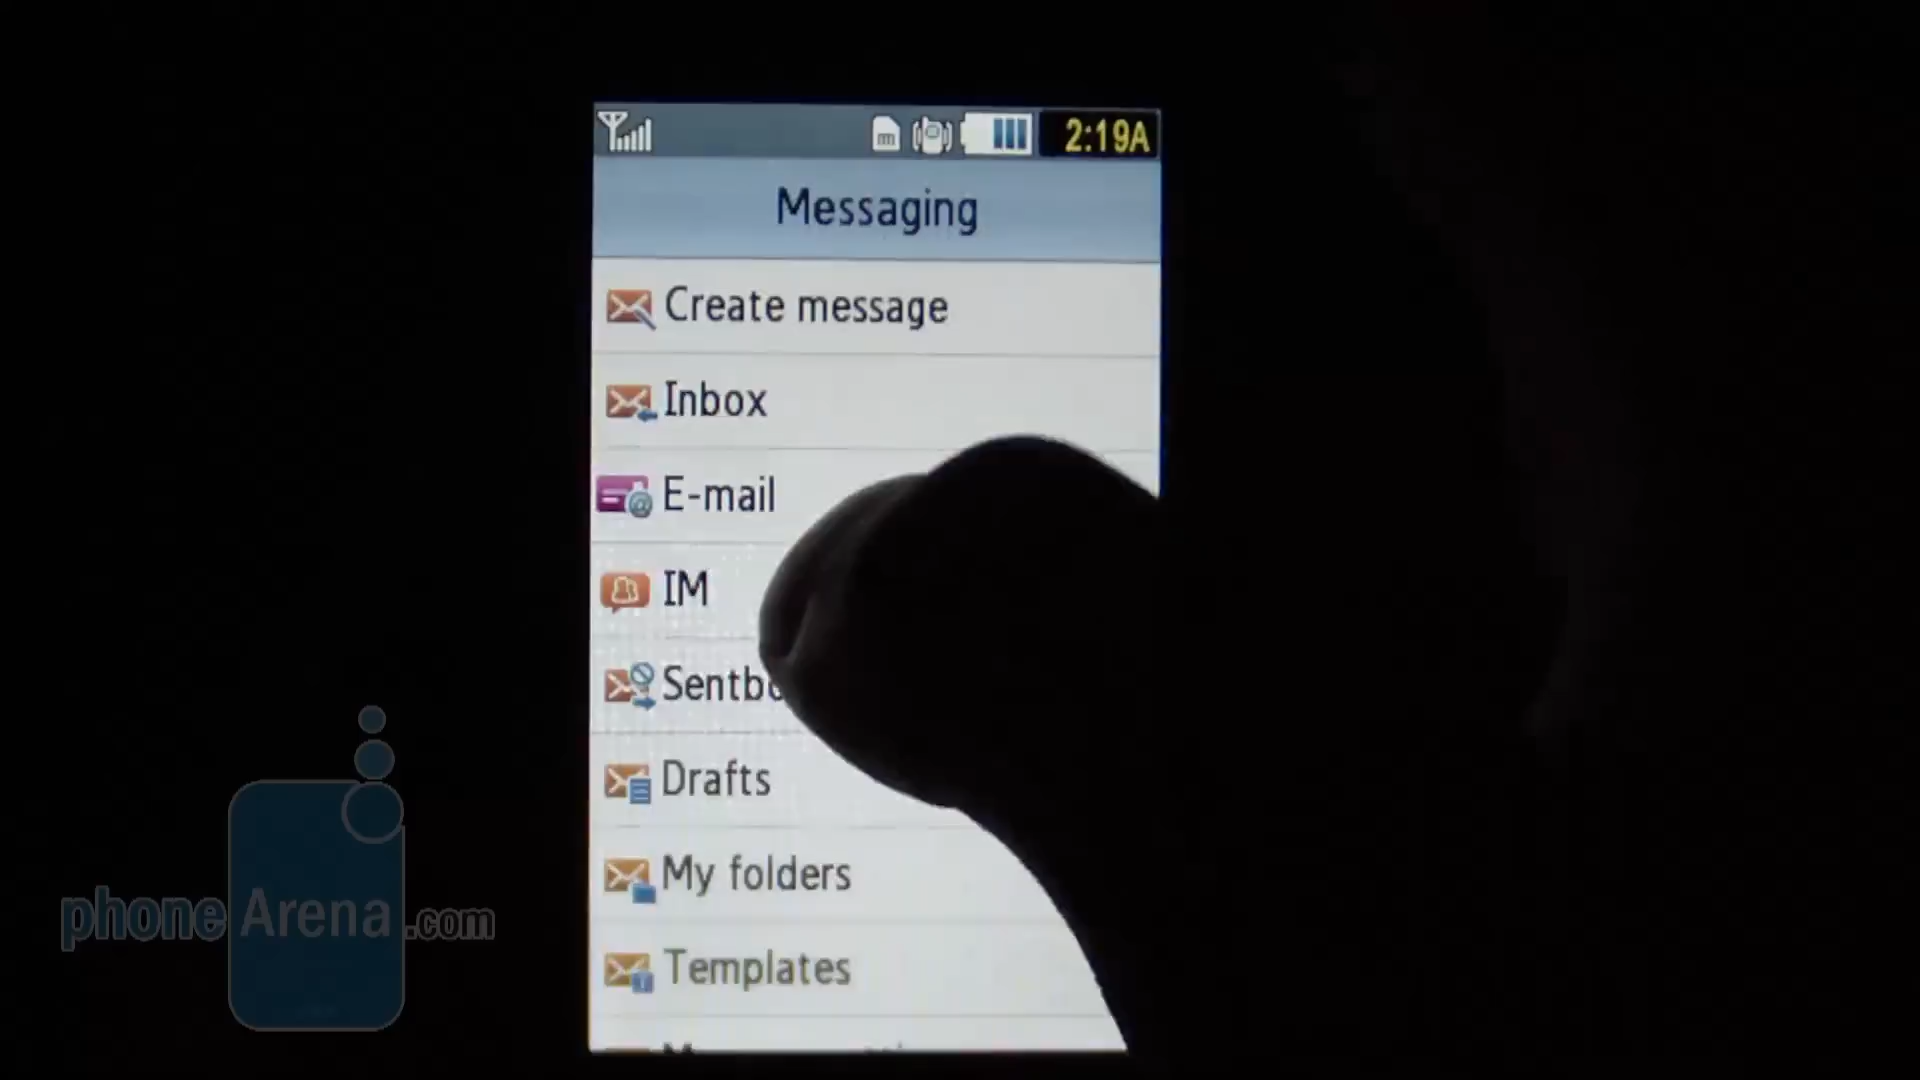 2:19A
Messaging
Create message
Inbox
E-mail
IM
Drafts
My folders
Templates
phoneArena.com